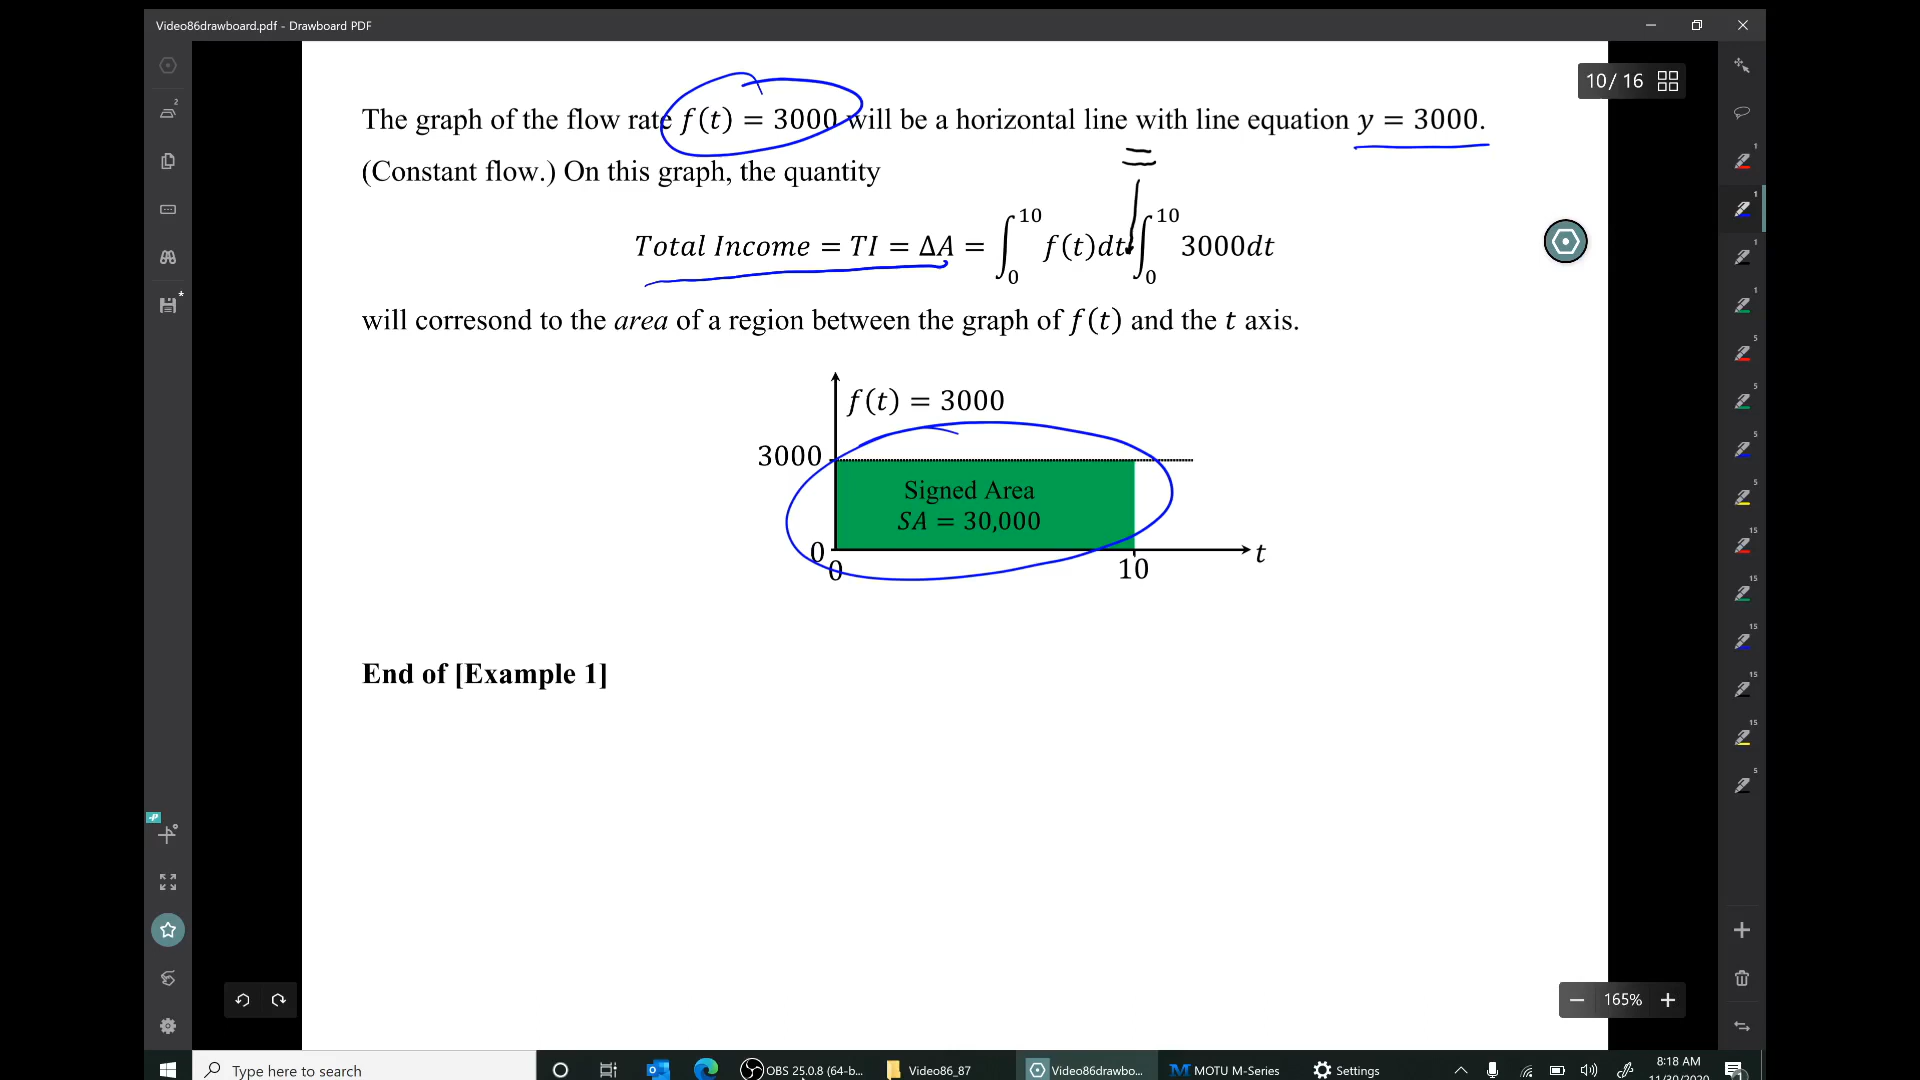 Video86drawboard.pdf - Drawboard PDF
10 / 16
The graph of the flow rate f(t) = 3000 will be a horizontal line with line equation y = 3000.
(Constant flow.) On this graph, the quantity
=
Total Income = TI = ΔA = ∫₀¹⁰ f(t)dt ∫₀¹⁰ 3000dt
will corresond to the area of a region between the graph of f(t) and the t axis.
f(t) = 3000
3000
Signed Area
SA = 30,000
0
t
0
10
End of [Example 1]
165%
Type here to search
OBS 25.0.8 (64-b...
Video86_87
Video86drawbo...
MOTU M-Series
Settings
8:18 AM
11/30/2020